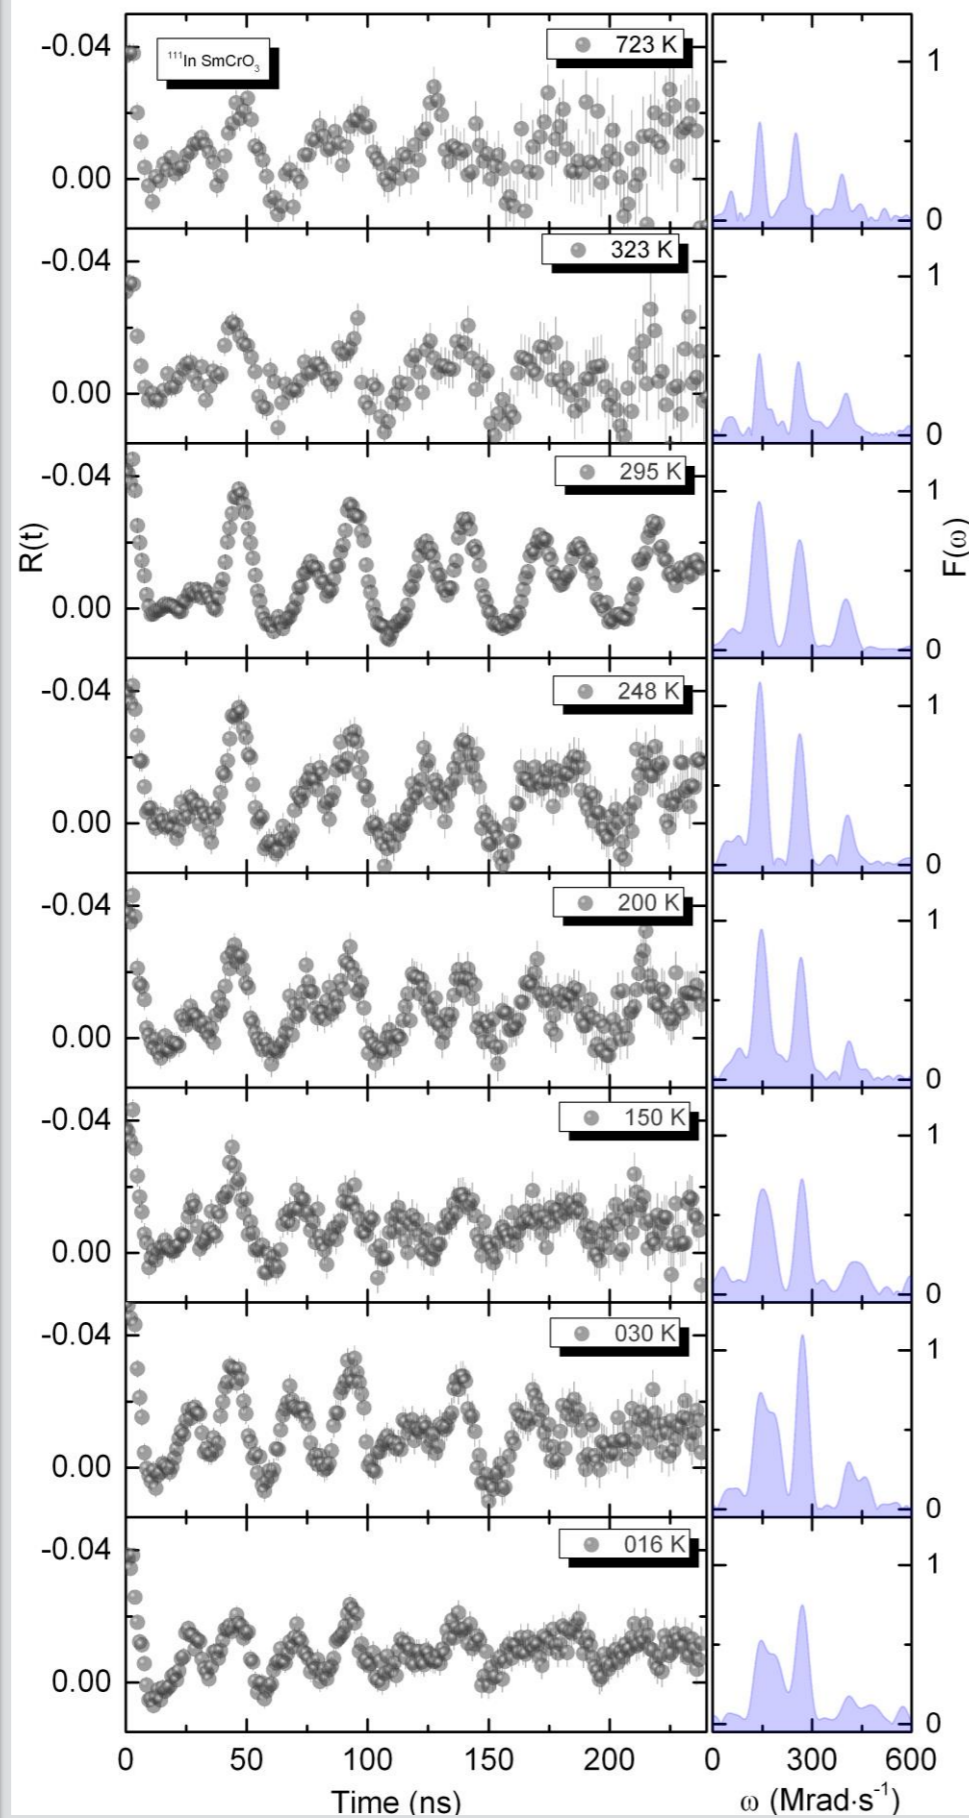 ¹¹¹In SmCrO₃
723 K
-0.04
0.00
1
0
323 K
-0.04
0.00
1
0
295 K
-0.04
0.00
1
0
R(t)
F(ω)
248 K
-0.04
0.00
1
0
200 K
-0.04
0.00
1
0
150 K
-0.04
0.00
1
0
030 K
-0.04
0.00
1
0
016 K
-0.04
0.00
1
0
0 50 100 150 200
0 300 600
Time (ns)
ω (Mrad·s⁻¹)